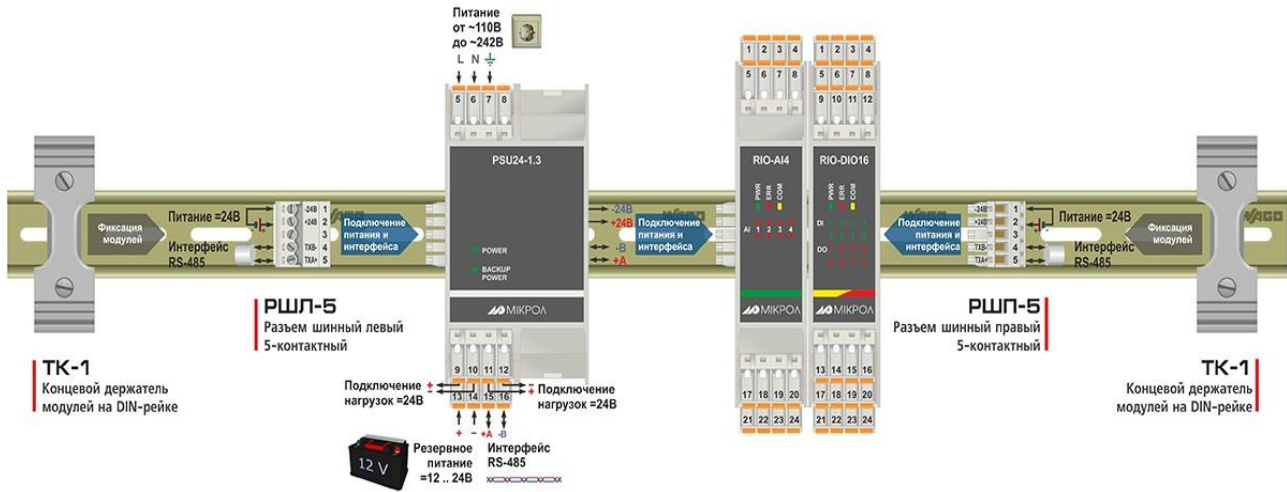 Питание
от ~110В
до ~242В
L N
5 6 7 8
PSU24-1.3
POWER
BACKUP
POWER
МІКРОЛ
9 10 11 12
13 14 15 16
Подключение
нагрузок =24В
+
-
Подключение
нагрузок =24В
-
+
+ - +A -B
12 V
Резервное
питание
=12 .. 24В
Интерфейс
RS-485
Фиксация
модулей
Питание =24В
Интерфейс
RS-485
-24В 1
+24В 2
3
TXB- 4
TXA+ 5
WAGO
Подключение
питания и
интерфейса
РШЛ-5
Разъем шинный левый
5-контактный
ТК-1
Концевой держатель
модулей на DIN-рейке
-24В
+24В
-B
+A
WAGO
Подключение
питания и
интерфейса
1 2 3 4
5 6 7 8
RIO-AI4
PWR
ERR
COM
AI 1 2 3 4
МІКРОЛ
17 18 19 20
21 22 23 24
1 2 3 4
5 6 7 8
9 10 11 12
RIO-DIO16
PWR
ERR
COM
DI
DO
МІКРОЛ
13 14 15 16
17 18 19 20
21 22 23 24
WAGO
Подключение
питания и
интерфейса
1
2
3
4
5
Питание =24В
Интерфейс
RS-485
Фиксация
модулей
WAGO
РШП-5
Разъем шинный правый
5-контактный
ТК-1
Концевой держатель
модулей на DIN-рейке